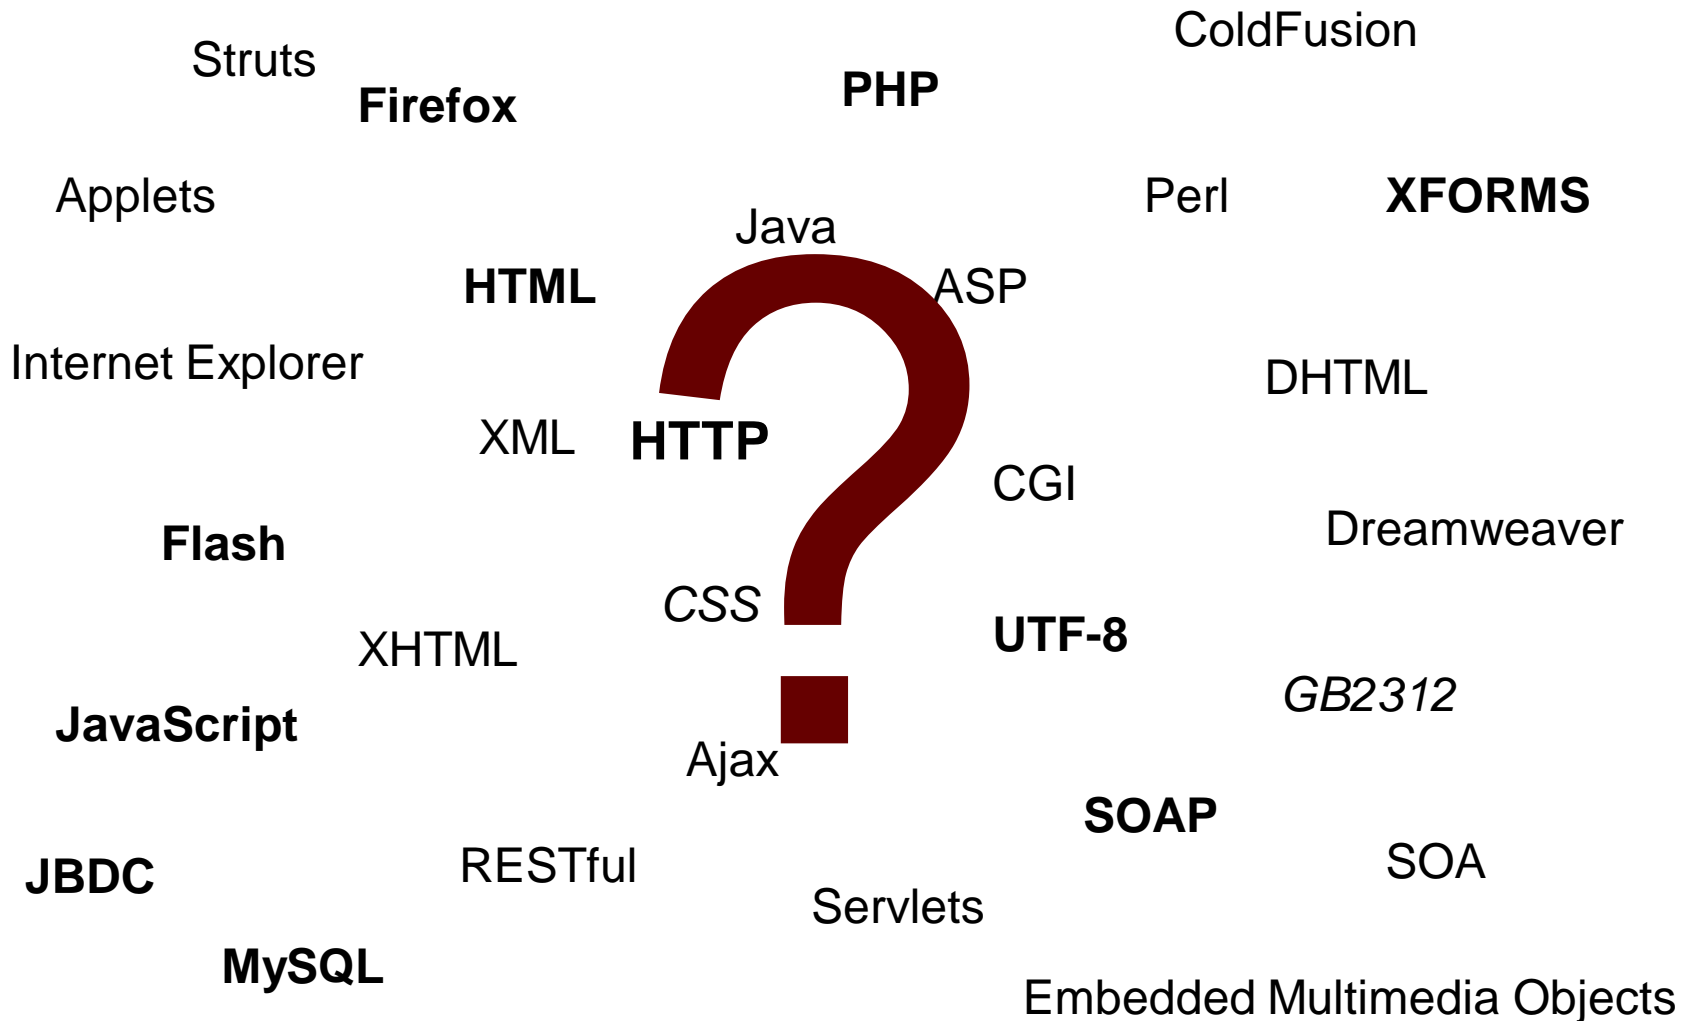 ColdFusion
Struts
PHP
Firefox
Applets
Perl
XFORMS
Java
HTML
ASP
Internet Explorer
DHTML
XML
HTTP
CGI
Dreamweaver
Flash
CSS
UTF-8
XHTML
GB2312
JavaScript
Ajax
SOAP
SOA
RESTful
JBDC
Servlets
MySQL
Embedded Multimedia Objects
?